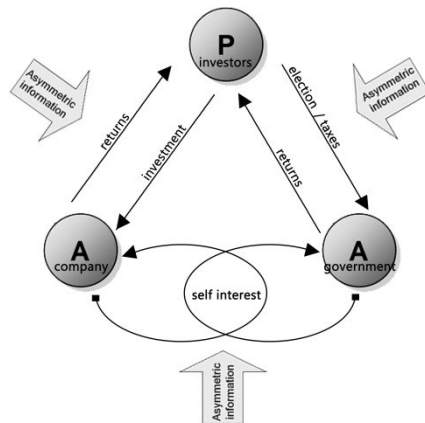 P
investors
Asymmetric
information
Asymmetric
information
returns
investment
returns
election / taxes
A
company
A
government
self interest
Asymmetric
information